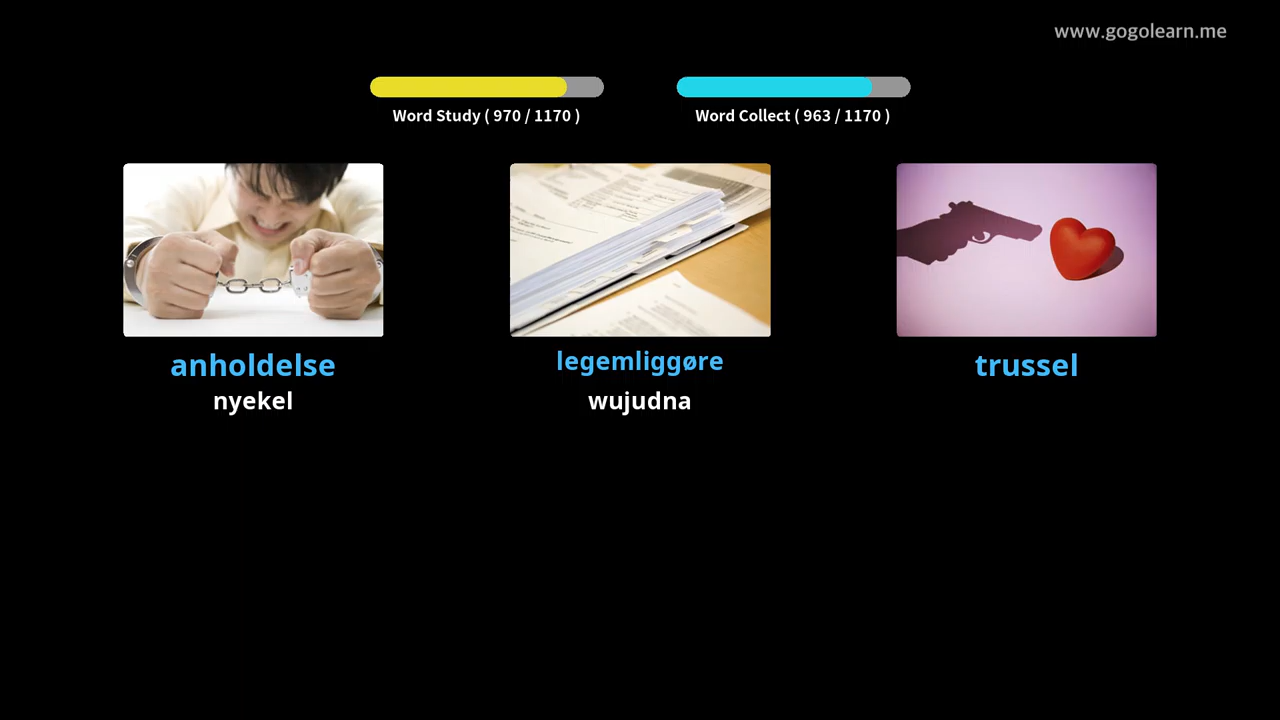 www.gogolearn.me
Word Study ( 970 / 1170 )
Word Collect ( 963 / 1170 )
anholdelse
nyekel
legemliggøre
wujudna
trussel